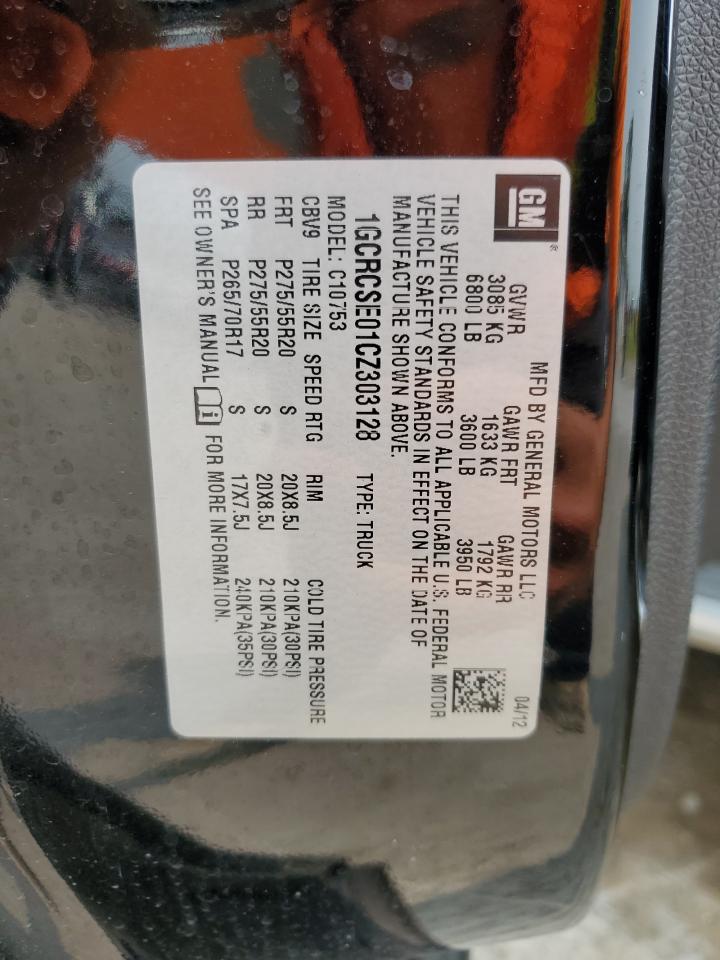 GM
®
MFD BY GENERAL MOTORS LLC 04/12
GVWR GAWR FRT GAWR RR
3085 KG 1633 KG 1792 KG
6800 LB 3600 LB 3950 LB
THIS VEHICLE CONFORMS TO ALL APPLICABLE U.S. FEDERAL MOTOR
VEHICLE SAFETY STANDARDS IN EFFECT ON THE DATE OF
MANUFACTURE SHOWN ABOVE.
1GCRCSE01CZ303128 TYPE: TRUCK
MODEL: C10753
CBV9 TIRE SIZE SPEED RTG RIM COLD TIRE PRESSURE
FRT P275/55R20 S 20X8.5J 210KPA(30PSI)
RR P275/55R20 S 20X8.5J 210KPA(30PSI)
SPA P265/70R17 S 17X7.5J 240KPA(35PSI)
SEE OWNER'S MANUAL i FOR MORE INFORMATION.